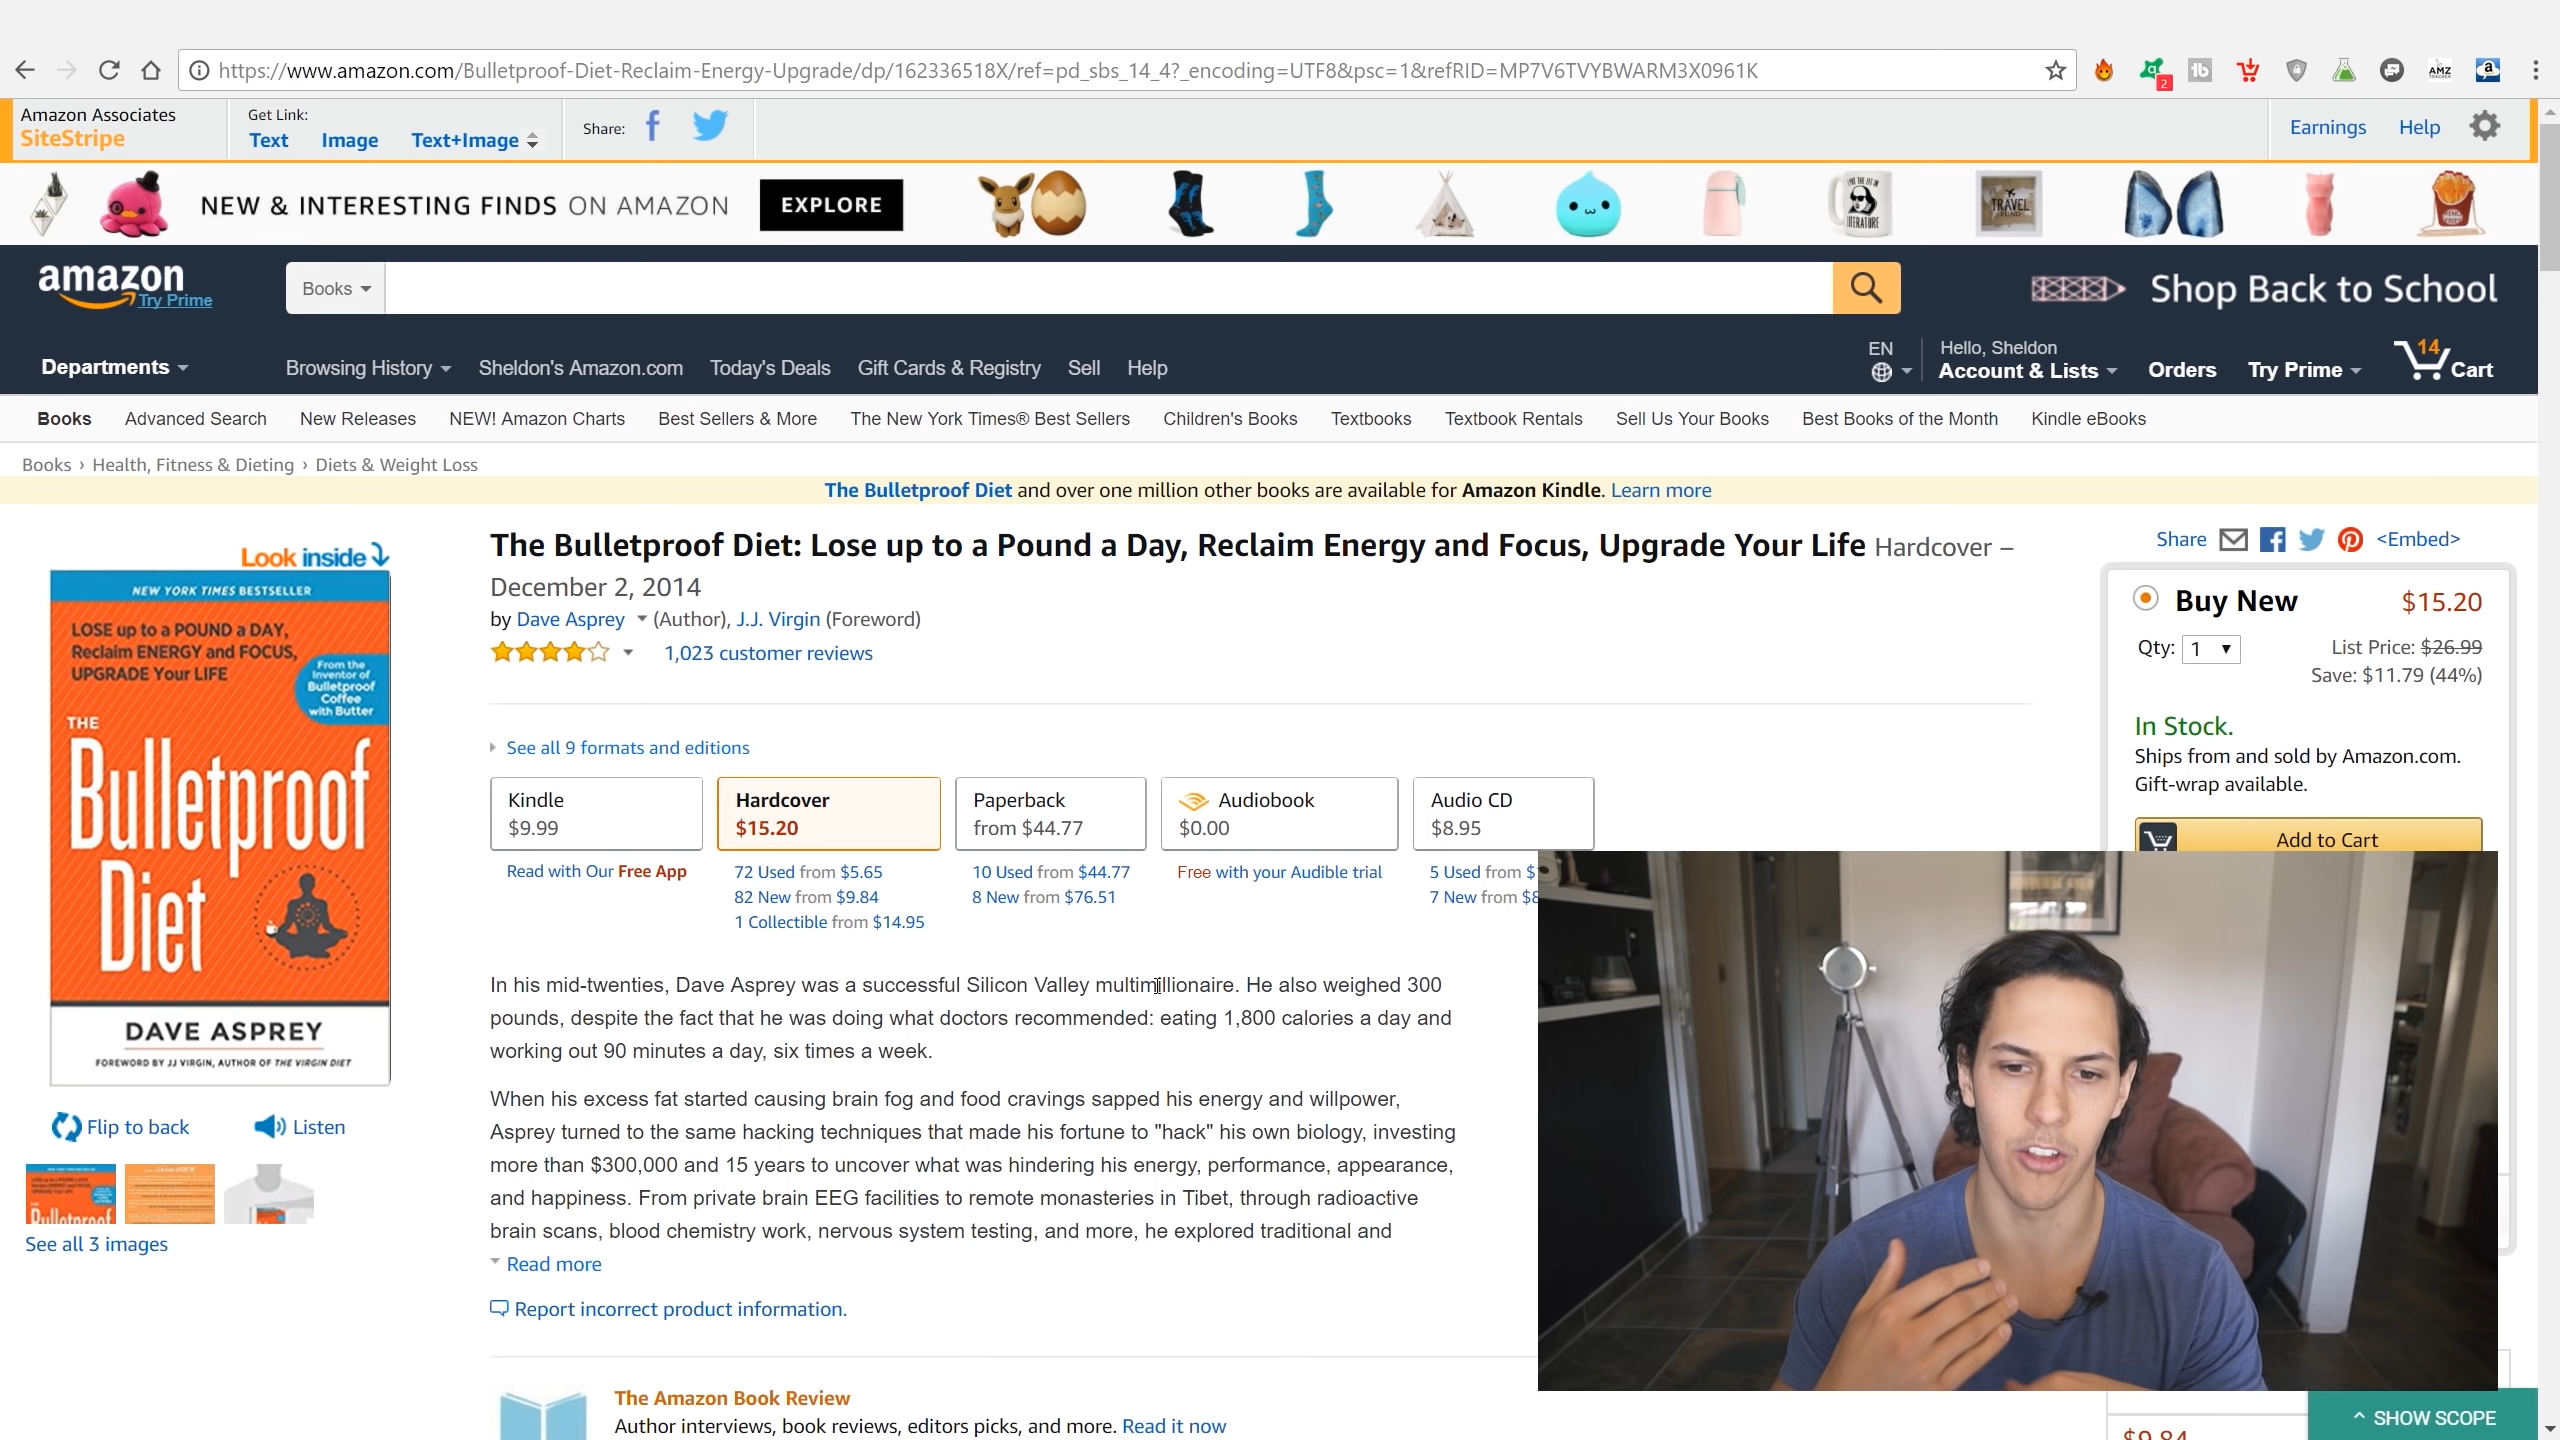 https://www.amazon.com/Bulletproof-Diet-Reclaim-Energy-Upgrade/dp/162336518X/ref=pd_sbs_14_4?_encoding=UTF8&psc=1&refRID=MP7V6TVYBWARM3X0961K
2
AMZ
Amazon Associates
SiteStripe
Get Link:
Text Image Text+Image
Share:
Earnings Help
NEW & INTERESTING FINDS ON AMAZON
EXPLORE
LITERATURE
TRAVEL
amazon
Try Prime
Books
Shop Back to School
Departments
Browsing History Sheldon's Amazon.com Today's Deals Gift Cards & Registry Sell Help
EN
Hello, Sheldon
Account & Lists
Orders
Try Prime
14
Cart
Books Advanced Search New Releases NEW! Amazon Charts Best Sellers & More The New York Times® Best Sellers Children's Books Textbooks Textbook Rentals Sell Us Your Books Best Books of the Month Kindle eBooks
Books › Health, Fitness & Dieting › Diets & Weight Loss
The Bulletproof Diet and over one million other books are available for Amazon Kindle. Learn more
Look inside
NEW YORK TIMES BESTSELLER
LOSE up to a POUND a DAY,
Reclaim ENERGY and FOCUS,
UPGRADE Your LIFE
From the
Inventor of
Bulletproof
Coffee
with Butter
THE
Bulletproof
Diet
DAVE ASPREY
FOREWORD BY JJ VIRGIN, AUTHOR OF THE VIRGIN DIET
Flip to back
Listen
See all 3 images
The Bulletproof Diet: Lose up to a Pound a Day, Reclaim Energy and Focus, Upgrade Your Life Hardcover –
December 2, 2014
by Dave Asprey (Author), J.J. Virgin (Foreword)
1,023 customer reviews
See all 9 formats and editions
Kindle
$9.99
Read with Our Free App
Hardcover
$15.20
72 Used from $5.65
82 New from $9.84
1 Collectible from $14.95
Paperback
from $44.77
10 Used from $44.77
8 New from $76.51
Audiobook
$0.00
Free with your Audible trial
Audio CD
$8.95
5 Used from $
7 New from $8
In his mid-twenties, Dave Asprey was a successful Silicon Valley multimillionaire. He also weighed 300
pounds, despite the fact that he was doing what doctors recommended: eating 1,800 calories a day and
working out 90 minutes a day, six times a week.
When his excess fat started causing brain fog and food cravings sapped his energy and willpower,
Asprey turned to the same hacking techniques that made his fortune to "hack" his own biology, investing
more than $300,000 and 15 years to uncover what was hindering his energy, performance, appearance,
and happiness. From private brain EEG facilities to remote monasteries in Tibet, through radioactive
brain scans, blood chemistry work, nervous system testing, and more, he explored traditional and
Read more
Report incorrect product information.
The Amazon Book Review
Author interviews, book reviews, editors picks, and more. Read it now
Share <Embed>
Buy New $15.20
Qty: 1
List Price: $26.99
Save: $11.79 (44%)
In Stock.
Ships from and sold by Amazon.com.
Gift-wrap available.
Add to Cart
$9.84
SHOW SCOPE